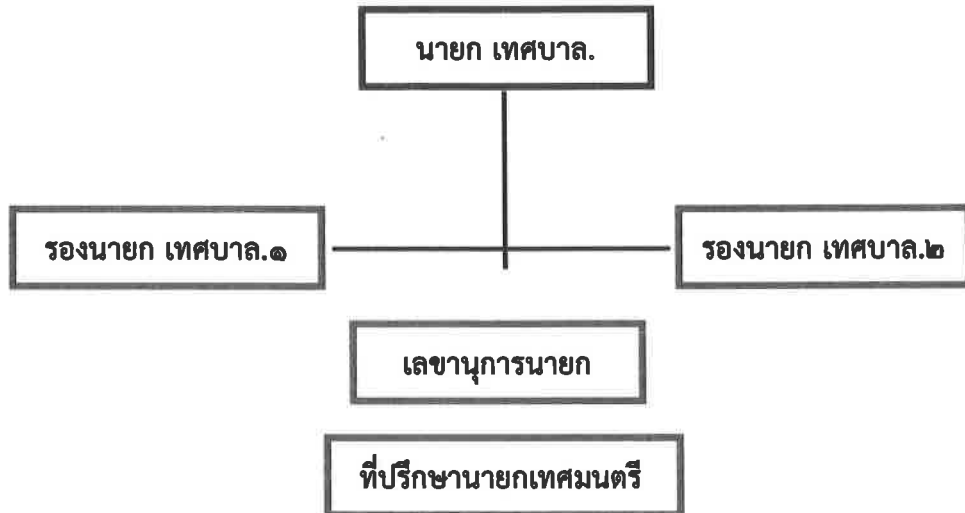 นายก เทศบาล.
รองนายก เทศบาล.๑
รองนายก เทศบาล.๒
เลขานุการนายก
ที่ปรึกษานายกเทศมนตรี